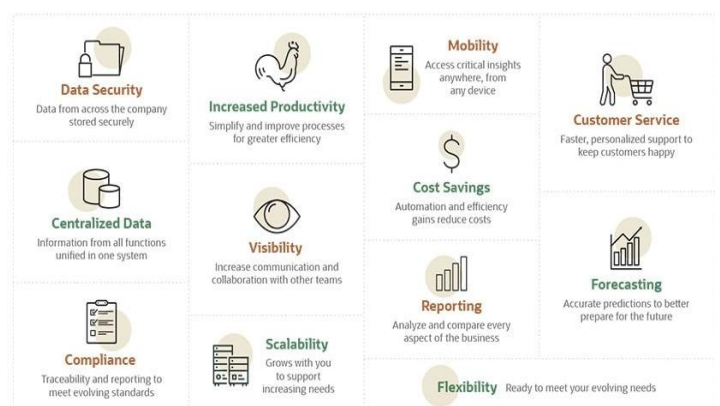 Data Security
Data from across the company
stored securely
Centralized Data
Information from all functions
unified in one system
Compliance
Traceability and reporting to
meet evolving standards
Increased Productivity
Simplify and improve processes
for greater efficiency
Visibility
Increase communication and
collaboration with other teams
Scalability
Grows with you
to support
increasing needs
Mobility
Access critical insights
anywhere, from
any device
$
Cost Savings
Automation and efficiency
gains reduce costs
Reporting
Analyze and compare every
aspect of the business
Customer Service
Faster, personalized support to
keep customers happy
Forecasting
Accurate predictions to better
prepare for the future
Flexibility Ready to meet your evolving needs